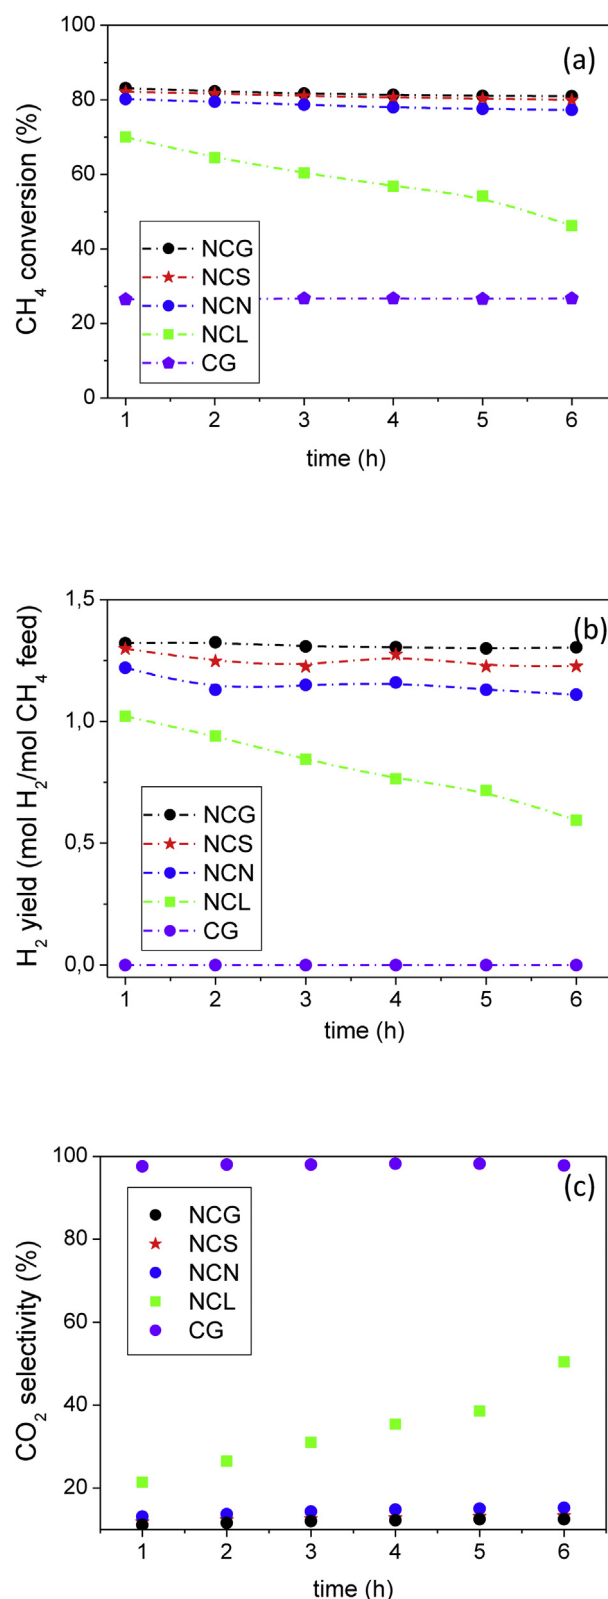 (a)
CH₄ conversion (%)
100
80
60
40
20
0
NCG
NCS
NCN
NCL
CG
1 2 3 4 5 6
time (h)
(b)
H₂ yield (mol H₂/mol CH₄ feed)
1,5
1,0
0,5
0,0
NCG
NCS
NCN
NCL
CG
1 2 3 4 5 6
time (h)
(c)
CO₂ selectivity (%)
100
80
60
40
20
NCG
NCS
NCN
NCL
CG
1 2 3 4 5 6
time (h)